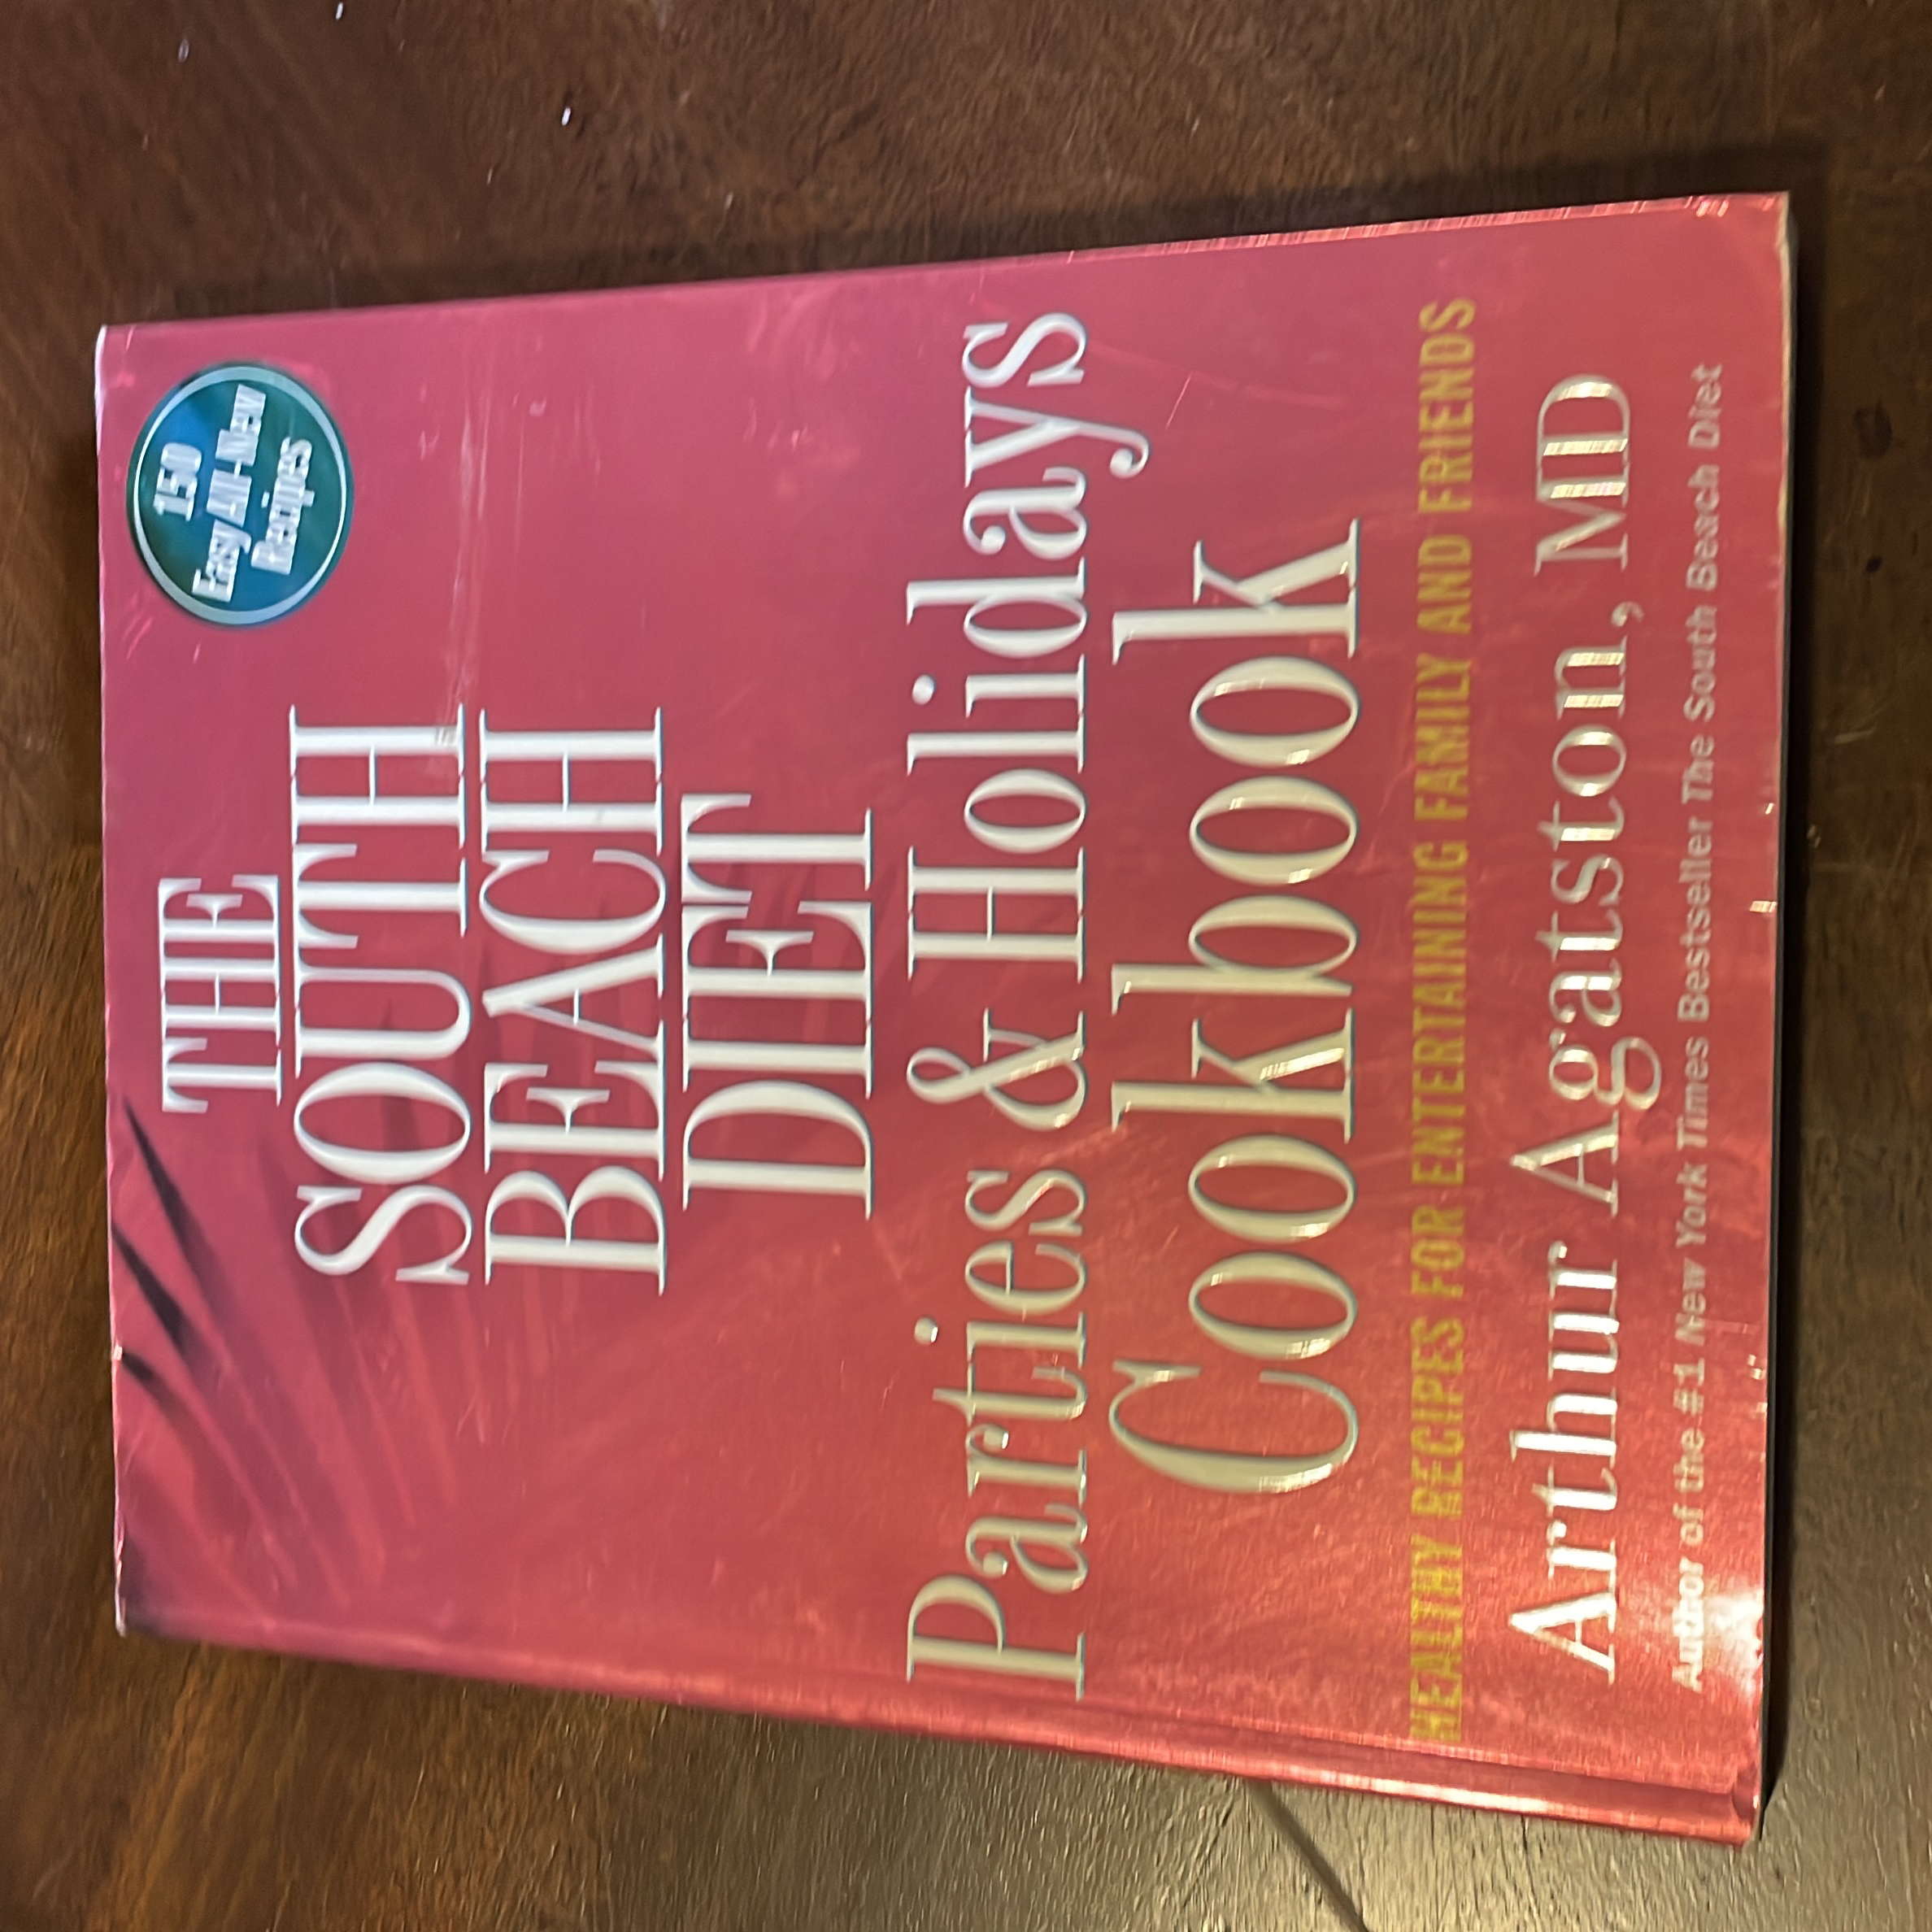 150
Easy All-New
Recipes
THE
SOUTH
BEACH
DIET
Parties & Holidays
Cookbook
HEALTHY RECIPES FOR ENTERTAINING FAMILY AND FRIENDS
Arthur Agatston, MD
Author of the #1 New York Times Bestseller The South Beach Diet